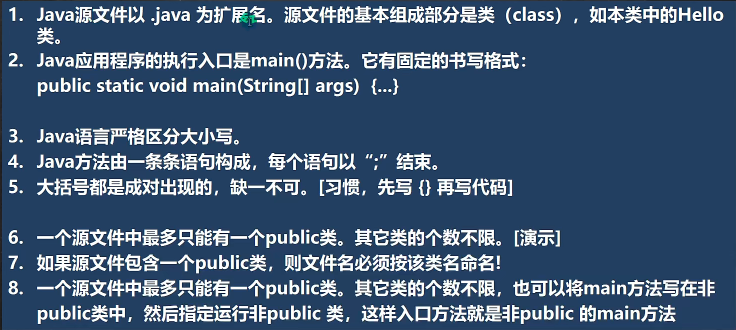 1. Java源文件以 .java 为扩展名。源文件的基本组成部分是类（class），如本类中的Hello
类。
2. Java应用程序的执行入口是main()方法。它有固定的书写格式：
public static void main(String[] args) {...}
3. Java语言严格区分大小写。
4. Java方法由一条条语句构成，每个语句以“;”结束。
5. 大括号都是成对出现的，缺一不可。[习惯，先写 {} 再写代码]
6. 一个源文件中最多只能有一个public类。其它类的个数不限。[演示]
7. 如果源文件包含一个public类，则文件名必须按该类名命名!
8. 一个源文件中最多只能有一个public类。其它类的个数不限，也可以将main方法写在非
public类中，然后指定运行非public 类，这样入口方法就是非public 的main方法